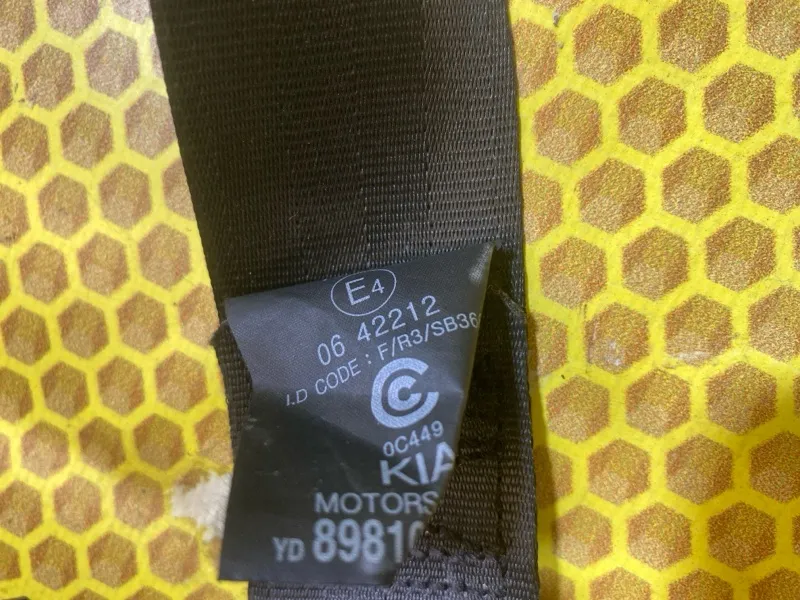 E4
06 42212
I.D CODE : F/R3/SB36
C
0C449
KIA
MOTORS
YD 8981